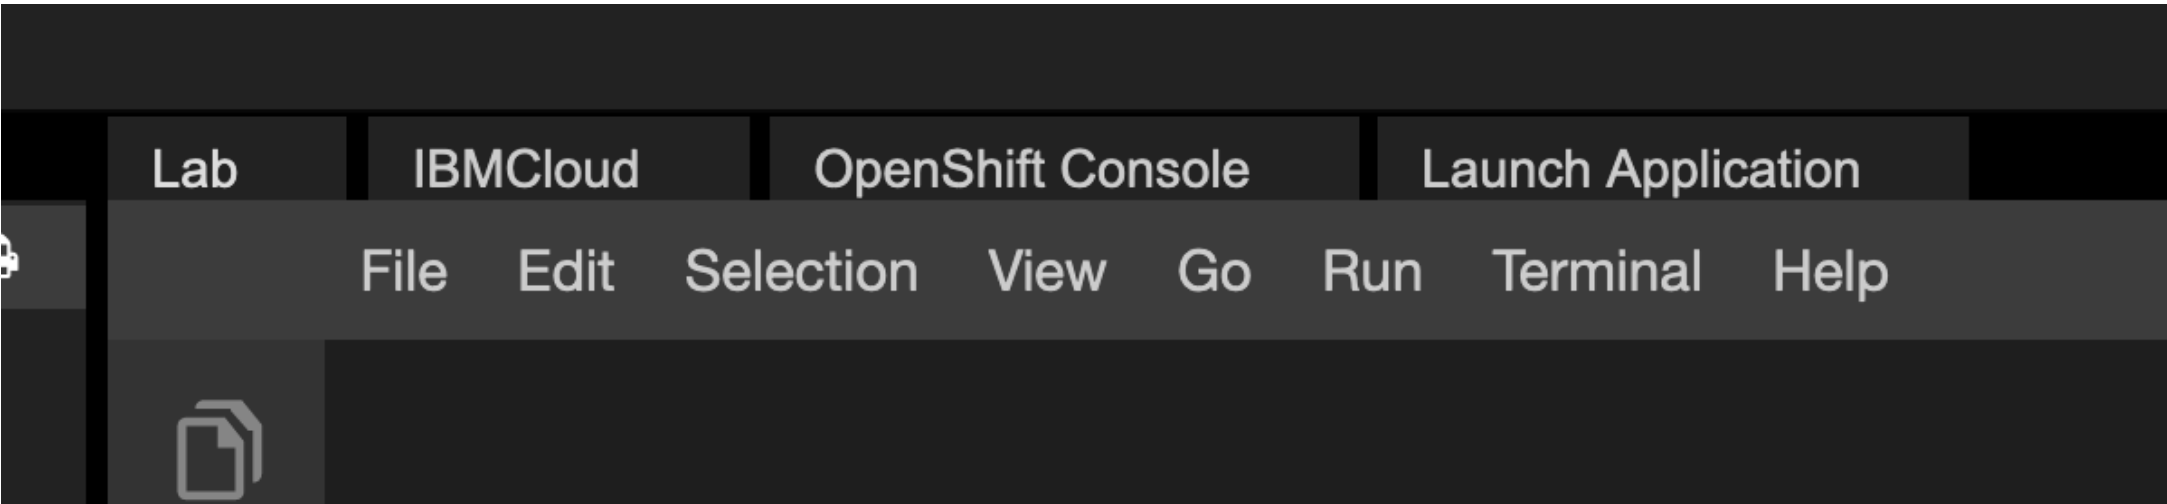 Lab IBMCloud OpenShift Console Launch Application
File Edit Selection View Go Run Terminal Help